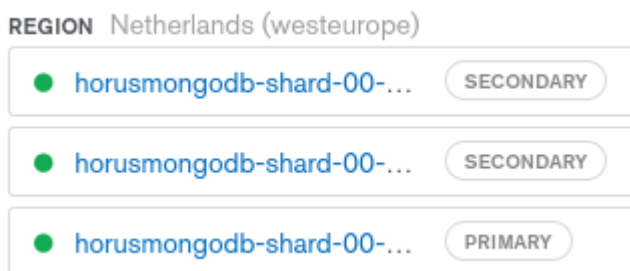 REGION Netherlands (westeurope)
horusmongodb-shard-00-... SECONDARY
horusmongodb-shard-00-... SECONDARY
horusmongodb-shard-00-... PRIMARY